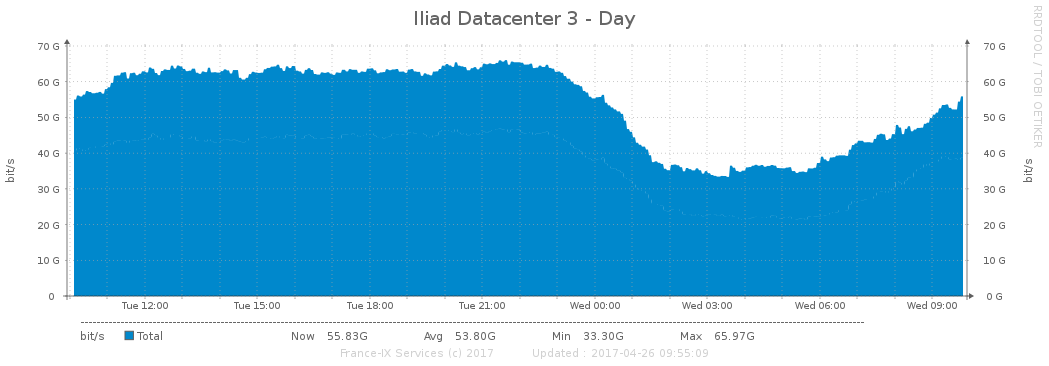 Iliad Datacenter 3 - Day
RRDTOOL / TOBI OETIKER
bit/s
70 G 70 G
60 G 60 G
50 G 50 G
40 G 40 G
30 G 30 G
20 G 20 G
10 G 10 G
0 0 G
bit/s
Tue 12:00 Tue 15:00 Tue 18:00 Tue 21:00 Wed 00:00 Wed 03:00 Wed 06:00 Wed 09:00
bit/s Total Now 55.83G Avg 53.80G Min 33.30G Max 65.97G
France-IX Services (c) 2017 Updated : 2017-04-26 09:55:09